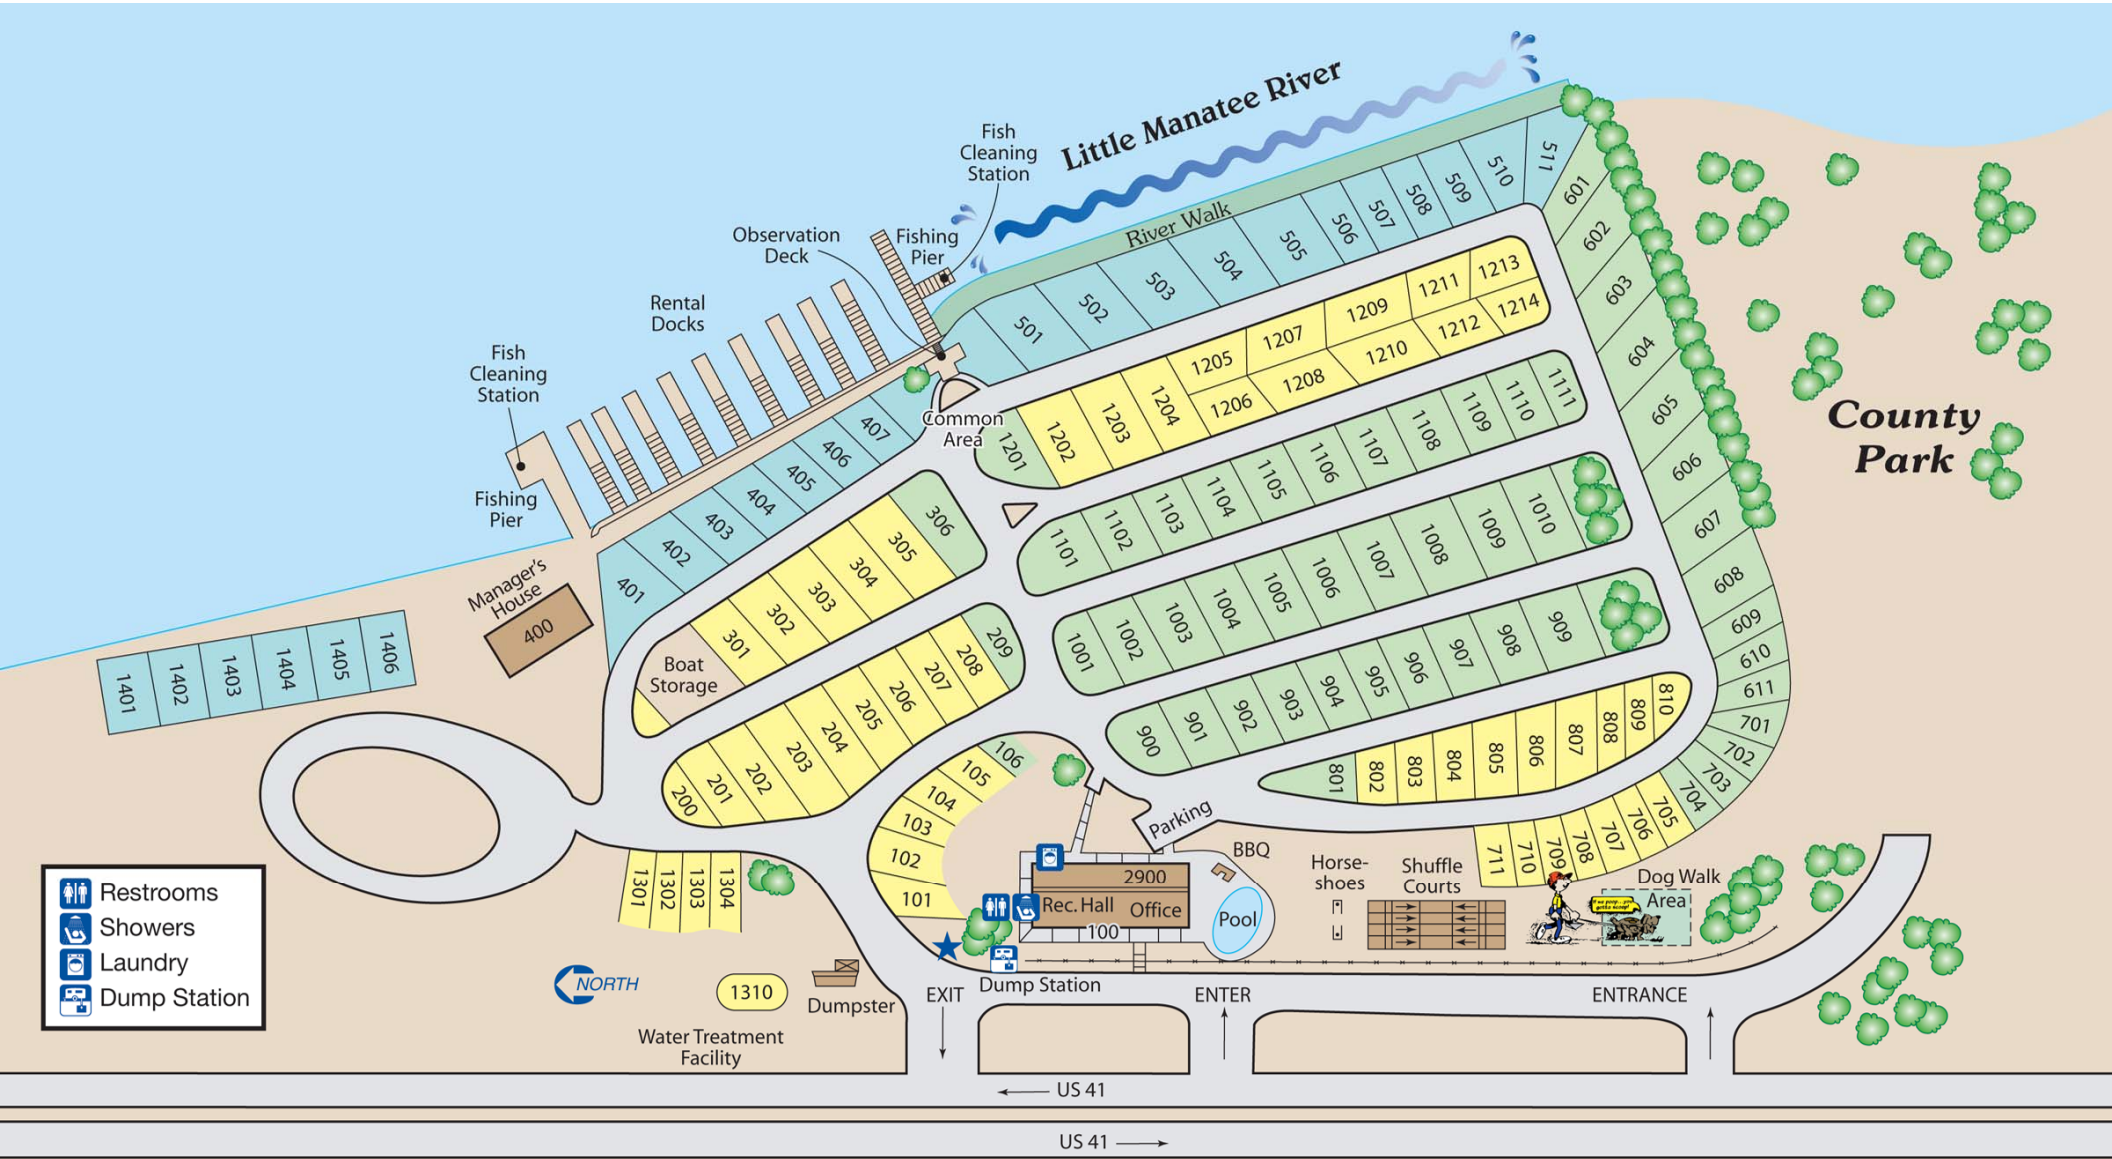 Little Manatee River
Fish
Cleaning
Station
River Walk
Observation
Deck
Fishing
Pier
Rental
Docks
Fish
Cleaning
Station
Fishing
Pier
Common
Area
County
Park
Manager's
House
400
Boat
Storage
501
502
503
504
505
506
507
508
509
510
511
601
602
603
604
605
606
607
608
609
610
611
701
702
703
704
705
706
707
708
709
710
711
1201
1202
1203
1204
1205
1206
1207
1208
1209
1210
1211
1212
1213
1214
1101
1102
1103
1104
1105
1106
1107
1108
1109
1110
1111
1001
1002
1003
1004
1005
1006
1007
1008
1009
1010
900
901
902
903
904
905
906
907
908
909
801
802
803
804
805
806
807
808
809
810
401
402
403
404
405
406
407
301
302
303
304
305
306
200
201
202
203
204
205
206
207
208
209
101
102
103
104
105
106
1401
1402
1403
1404
1405
1406
1301
1302
1303
1304
1310
Parking
BBQ
Pool
2900
Rec. Hall
Office
100
Horse-
shoes
Shuffle
Courts
Dog Walk
Area
Restrooms
Showers
Laundry
Dump Station
NORTH
Dumpster
Water Treatment
Facility
Dump Station
EXIT
ENTER
ENTRANCE
US 41
US 41